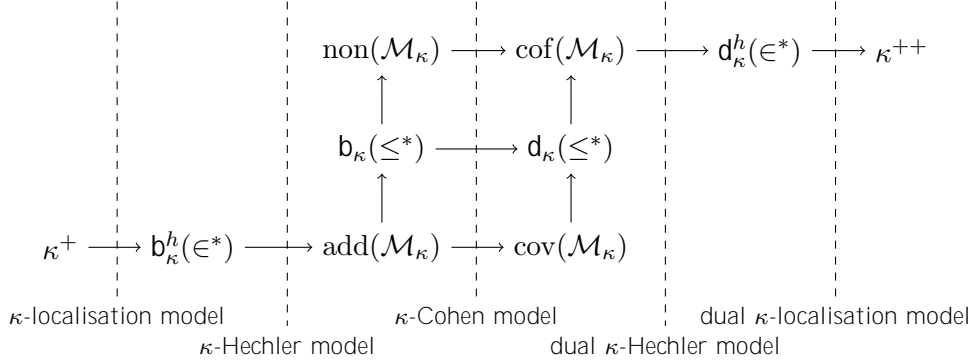 non(ℳ_κ) → cof(ℳ_κ) → d^h_κ(∈*) → κ⁺⁺
b_κ(≤*) → d_κ(≤*)
κ⁺ → b^h_κ(∈*) → add(ℳ_κ) → cov(ℳ_κ)
κ-localisation model κ-Cohen model dual κ-localisation model
κ-Hechler model dual κ-Hechler model